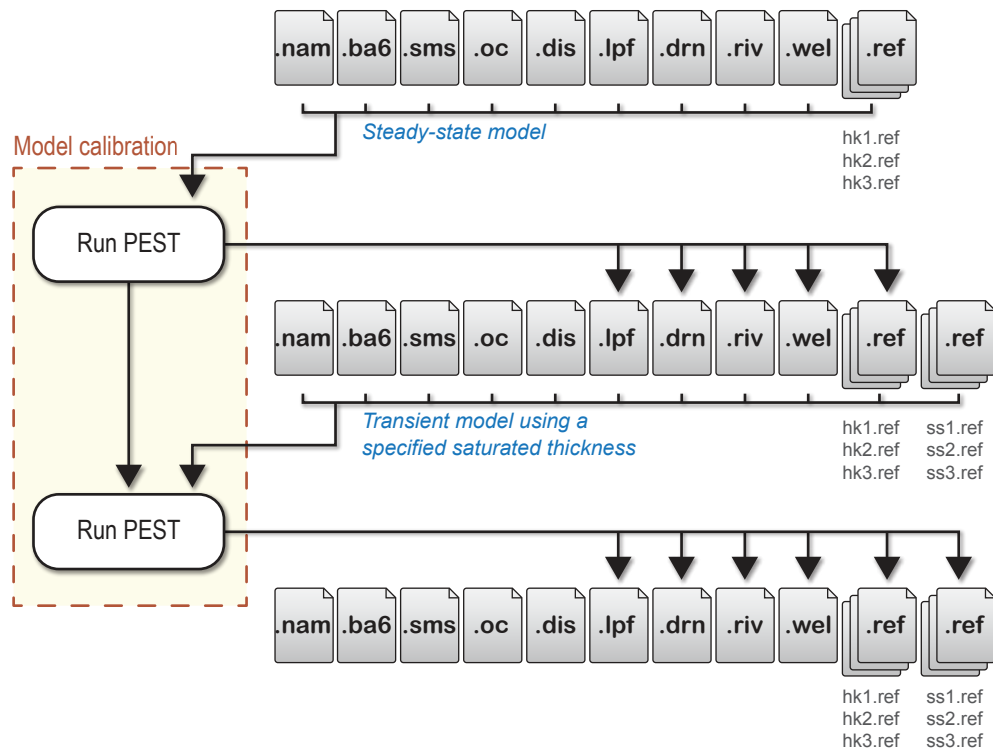 .nam .ba6 .sms .oc .dis .lpf .drn .riv .wel .ref
Steady-state model
hk1.ref
hk2.ref
hk3.ref
Model calibration
Run PEST
.nam .ba6 .sms .oc .dis .lpf .drn .riv .wel .ref .ref
Transient model using a
specified saturated thickness
hk1.ref ss1.ref
hk2.ref ss2.ref
hk3.ref ss3.ref
Run PEST
.nam .ba6 .sms .oc .dis .lpf .drn .riv .wel .ref .ref
hk1.ref ss1.ref
hk2.ref ss2.ref
hk3.ref ss3.ref